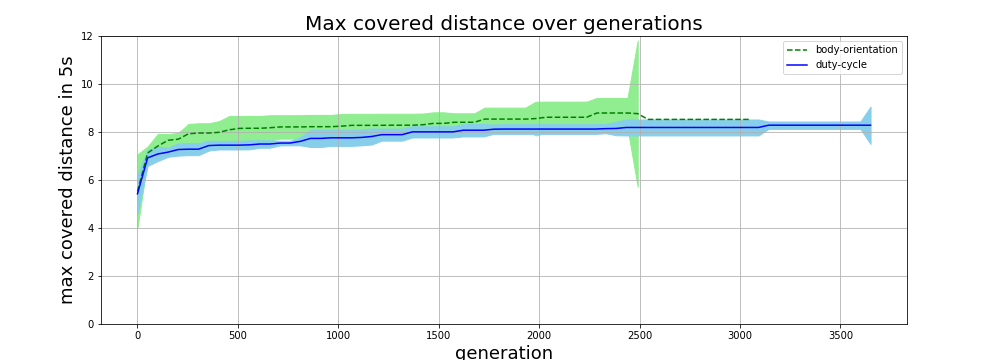 Max covered distance over generations
max covered distance in 5s
12
10
8
6
4
2
0
body-orientation
duty-cycle
0 500 1000 1500 2000 2500 3000 3500
generation